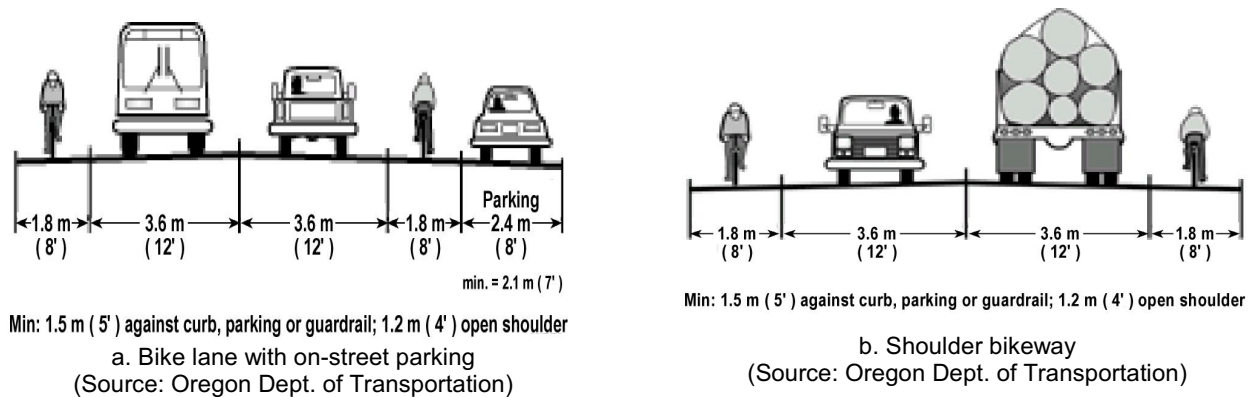 Parking
1.8 m 3.6 m 3.6 m 1.8 m 2.4 m
( 8' ) ( 12' ) ( 12' ) ( 8' ) ( 8' )
min. = 2.1 m ( 7' )
Min: 1.5 m ( 5' ) against curb, parking or guardrail; 1.2 m ( 4' ) open shoulder
a. Bike lane with on-street parking
(Source: Oregon Dept. of Transportation)
1.8 m 3.6 m 3.6 m 1.8 m
( 8' ) ( 12' ) ( 12' ) ( 8' )
Min: 1.5 m ( 5' ) against curb, parking or guardrail; 1.2 m ( 4' ) open shoulder
b. Shoulder bikeway
(Source: Oregon Dept. of Transportation)